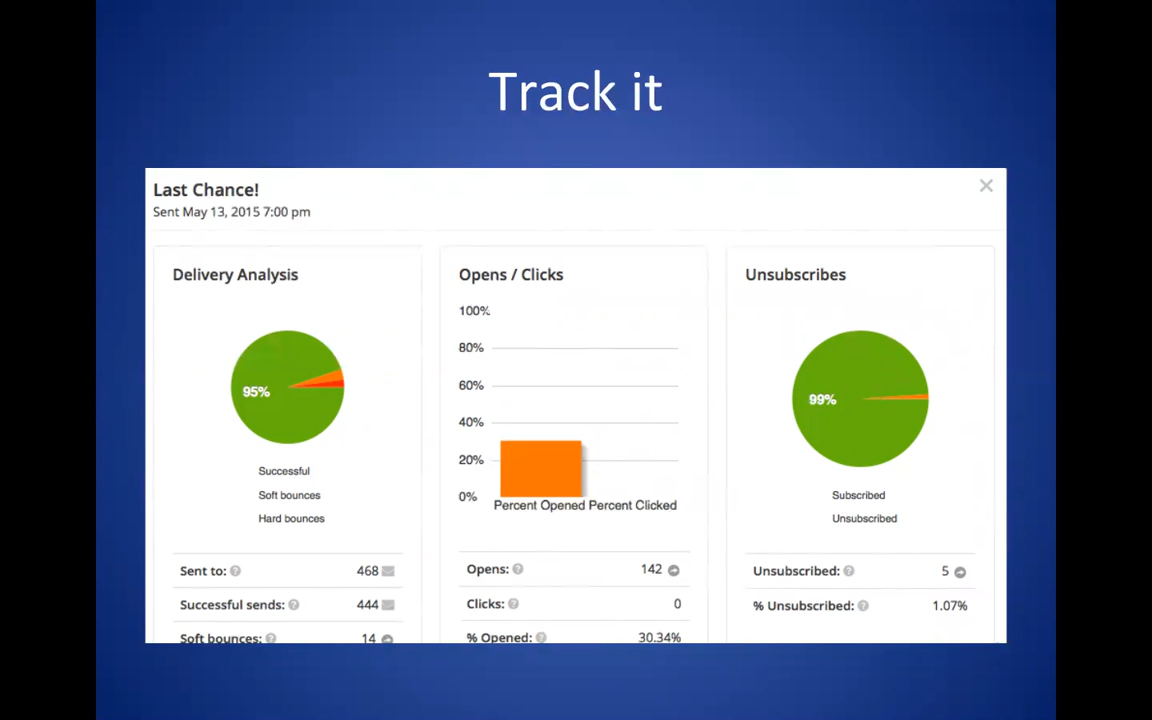 Track it
Last Chance!
Sent May 13, 2015 7:00 pm
Delivery Analysis
95%
Successful
Soft bounces
Hard bounces
Sent to: ? 468
Successful sends: ? 444
Soft bounces: ? 14
Opens / Clicks
100%
80%
60%
40%
20%
0%
Percent Opened Percent Clicked
Opens: ? 142
Clicks: ? 0
% Opened: ? 30.34%
Unsubscribes
99%
Subscribed
Unsubscribed
Unsubscribed: ? 5
% Unsubscribed: ? 1.07%